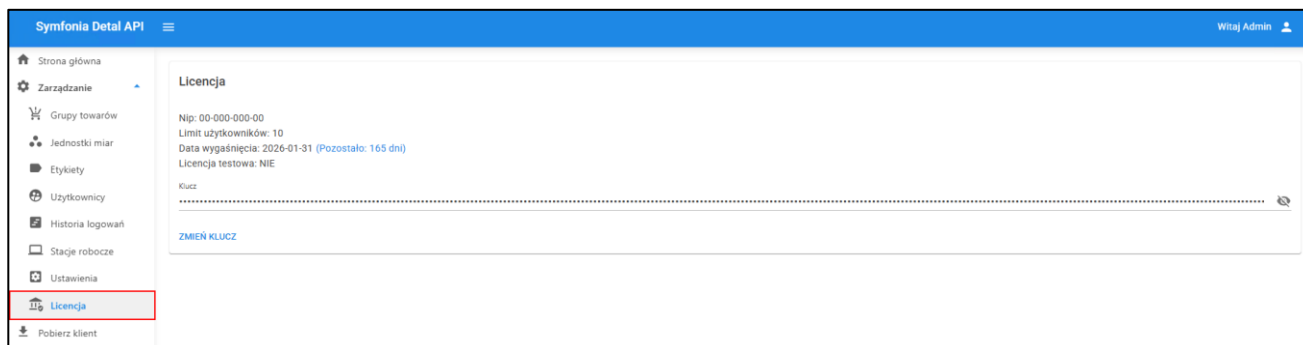 Symfonia Detal API
Witaj Admin
Strona główna
Zarządzanie
Grupy towarów
Jednostki miar
Etykiety
Użytkownicy
Historia logowań
Stacje robocze
Ustawienia
Licencja
Pobierz klient
Licencja
Nip: 00-000-000-00
Limit użytkowników: 10
Data wygaśnięcia: 2026-01-31 (Pozostało: 165 dni)
Licencja testowa: NIE
Klucz
ZMIEŃ KLUCZ